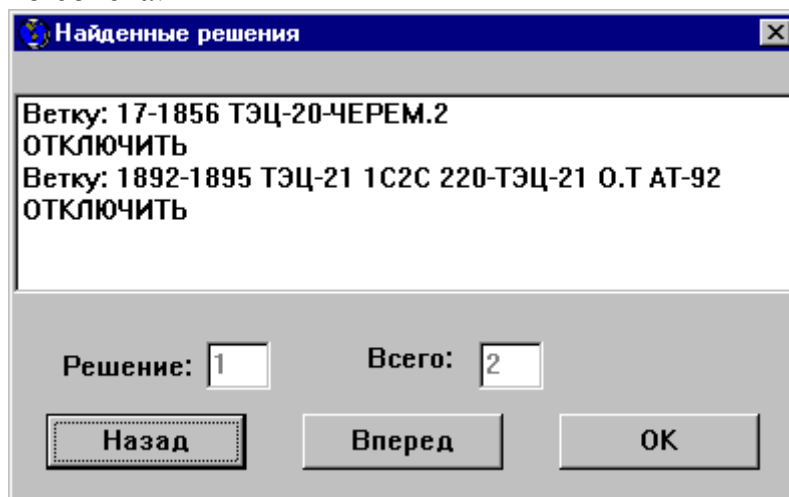 Найденные решения
Ветку: 17-1856 ТЭЦ-20-ЧЕРЕМ.2
ОТКЛЮЧИТЬ
Ветку: 1892-1895 ТЭЦ-21 1С2С 220-ТЭЦ-21 О.Т АТ-92
ОТКЛЮЧИТЬ
Решение: 1 Всего: 2
Назад Вперед OK